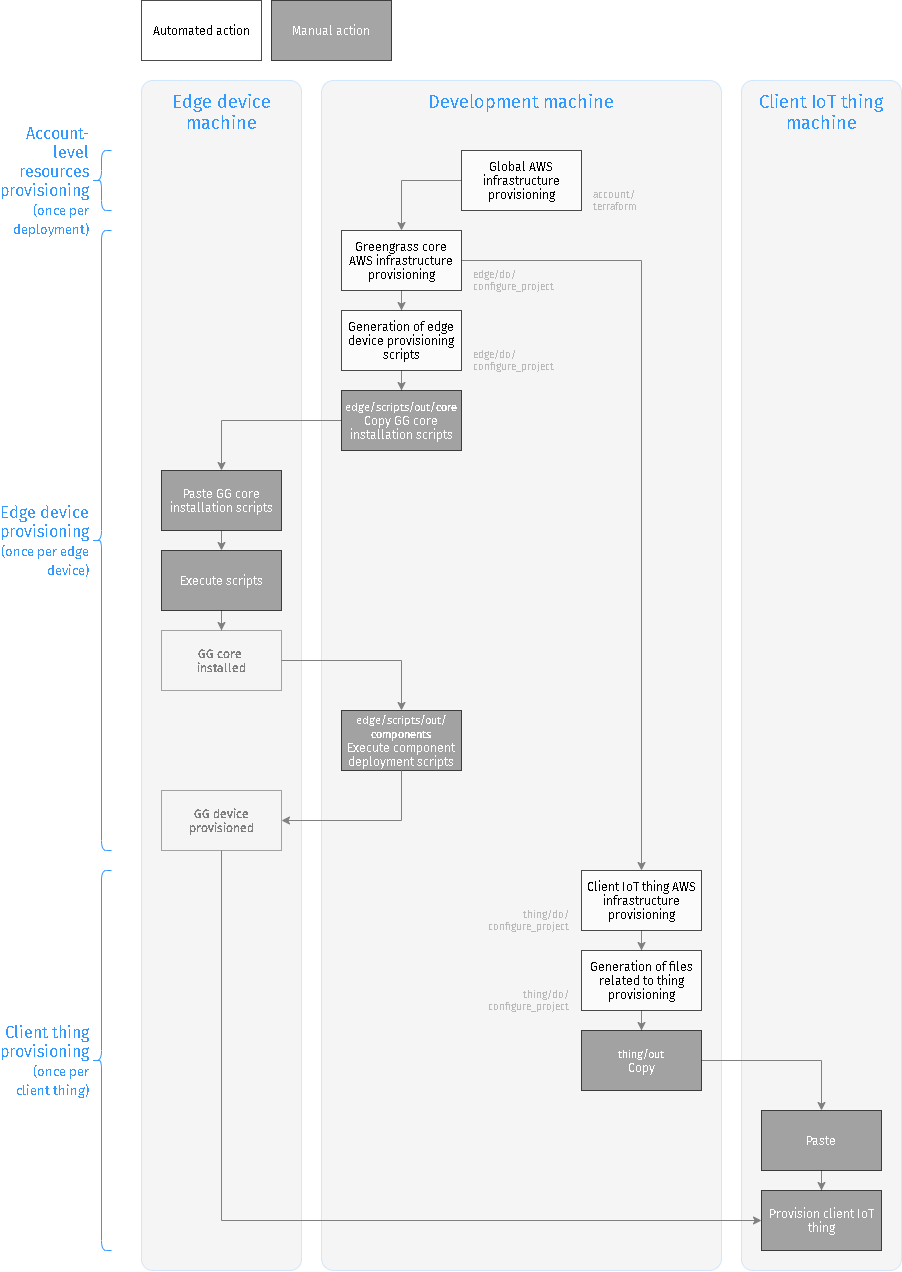 Automated action
Manual action
Edge device
machine
Development machine
Client IoT thing
machine
Account-
level
resources
provisioning
(once per
deployment)
Global AWS
infrastructure
provisioning
account/
terraform
Greengrass core
AWS infrastructure
provisioning
edge/do/
configure_project
Generation of edge
device provisioning
scripts
edge/do/
configure_project
edge/scripts/out/core
Copy GG core
installation scripts
Paste GG core
installation scripts
Edge device
provisioning
(once per edge
device)
Execute scripts
GG core
installed
edge/scripts/out/
components
Execute component
deployment scripts
GG device
provisioned
Client IoT thing AWS
infrastructure
provisioning
thing/do/
configure_project
Generation of files
related to thing
provisioning
thing/do/
configure_project
Client thing
provisioning
(once per
client thing)
thing/out
Copy
Paste
Provision client IoT
thing